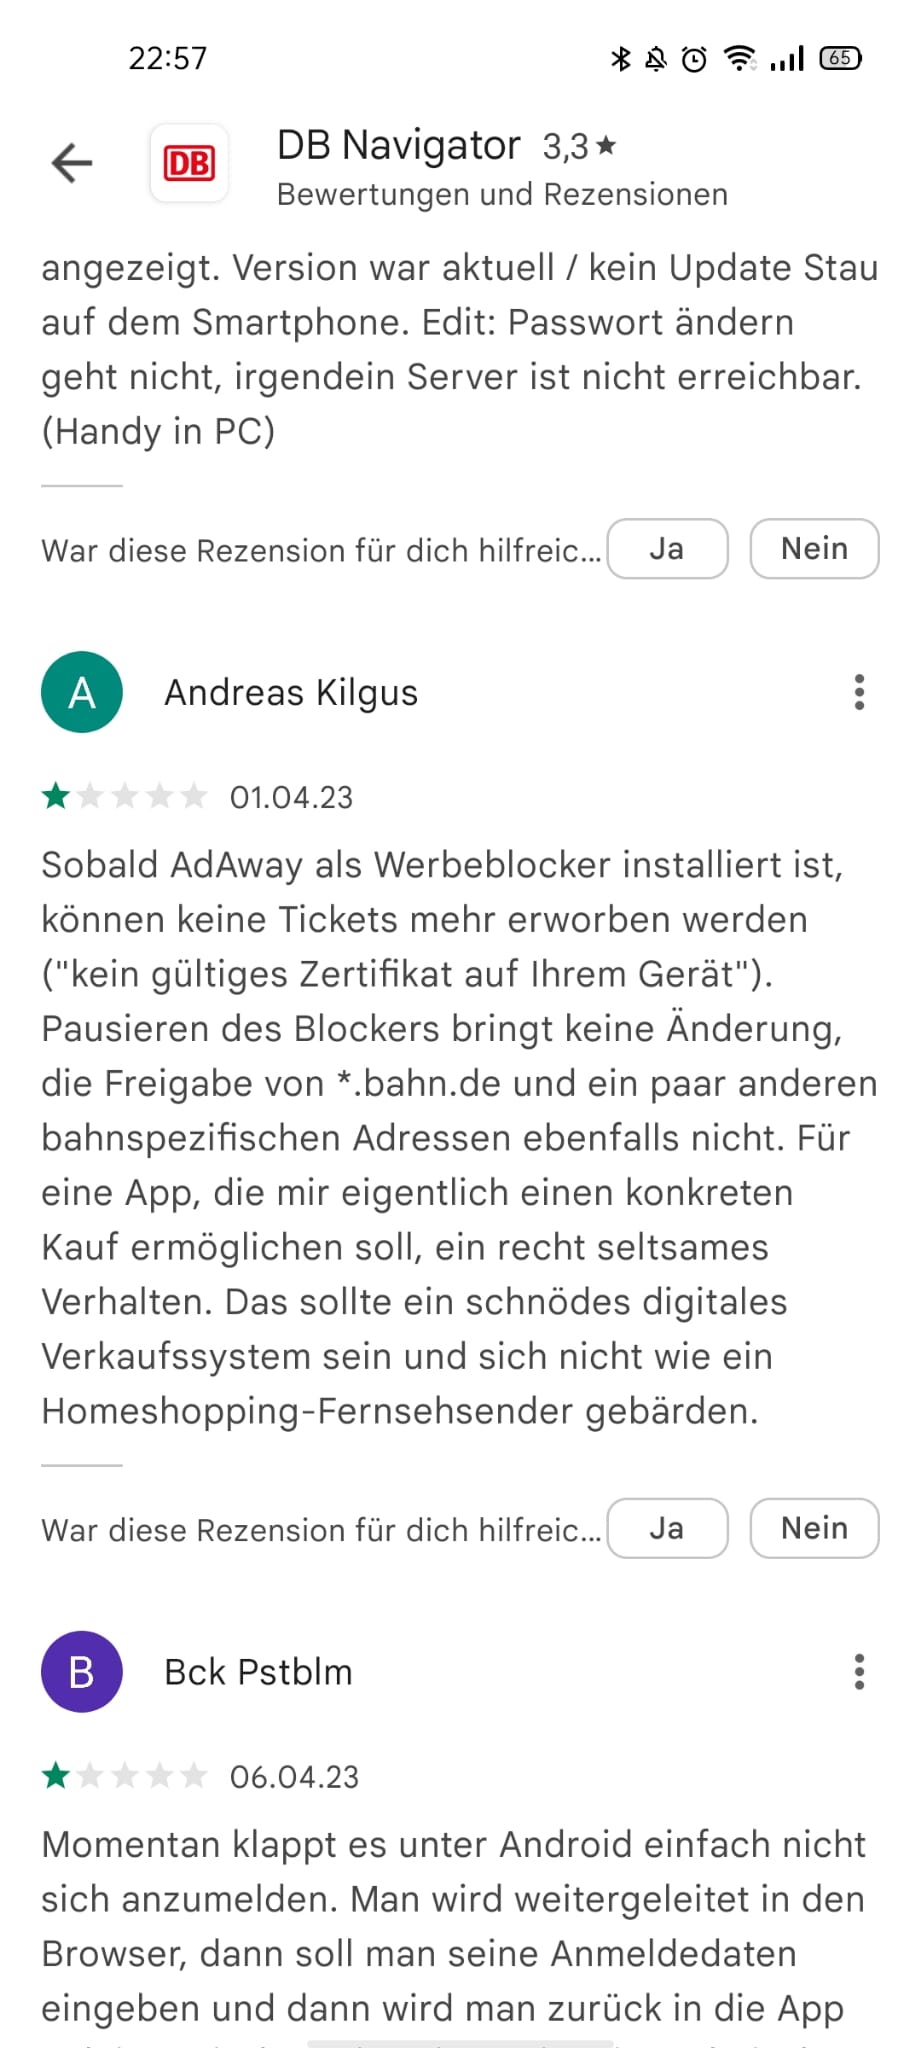 22:57
65
DB
DB Navigator 3,3★
Bewertungen und Rezensionen
angezeigt. Version war aktuell / kein Update Stau
auf dem Smartphone. Edit: Passwort ändern
geht nicht, irgendein Server ist nicht erreichbar.
(Handy in PC)
War diese Rezension für dich hilfreic... Ja Nein
A Andreas Kilgus
01.04.23
Sobald AdAway als Werbeblocker installiert ist,
können keine Tickets mehr erworben werden
("kein gültiges Zertifikat auf Ihrem Gerät").
Pausieren des Blockers bringt keine Änderung,
die Freigabe von *.bahn.de und ein paar anderen
bahnspezifischen Adressen ebenfalls nicht. Für
eine App, die mir eigentlich einen konkreten
Kauf ermöglichen soll, ein recht seltsames
Verhalten. Das sollte ein schnödes digitales
Verkaufssystem sein und sich nicht wie ein
Homeshopping-Fernsehsender gebärden.
War diese Rezension für dich hilfreic... Ja Nein
B Bck Pstblm
06.04.23
Momentan klappt es unter Android einfach nicht
sich anzumelden. Man wird weitergeleitet in den
Browser, dann soll man seine Anmeldedaten
eingeben und dann wird man zurück in die App